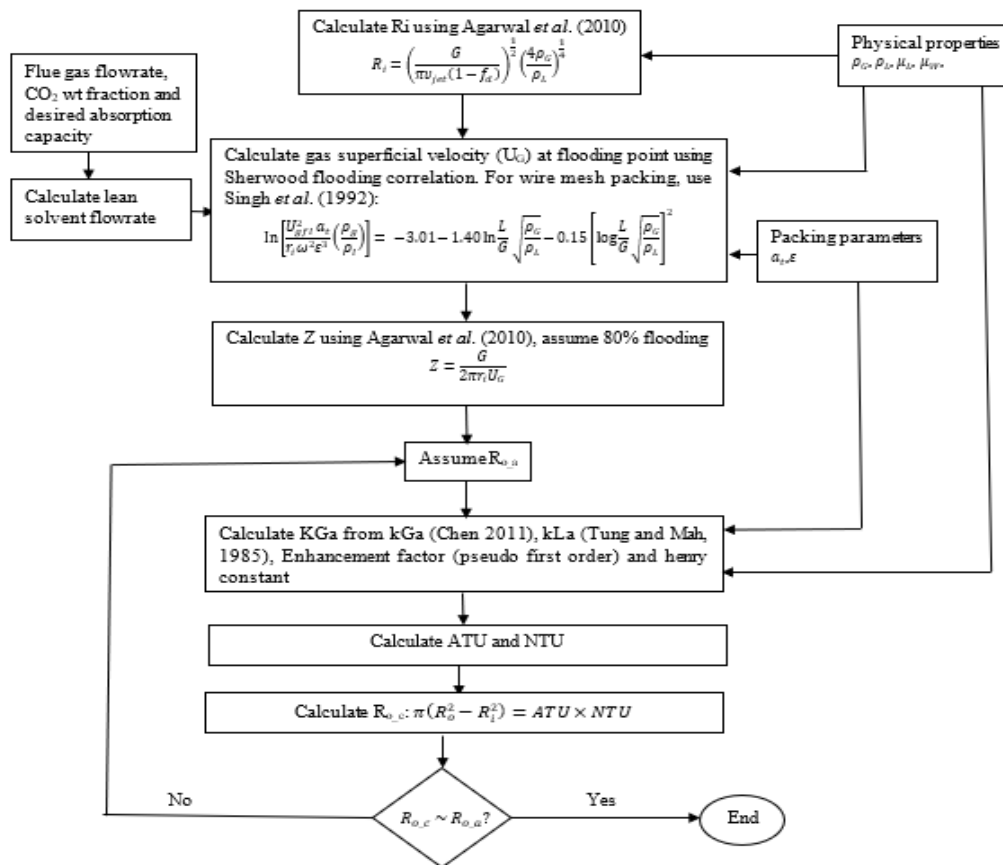 Calculate Ri using Agarwal et al. (2010)
R_i = (G / (πυ_jet(1 − f_d)))^(1/2) (4ρ_G / ρ_L)^(1/4)
Physical properties
ρ_G, ρ_L, μ_L, μ_W,
Flue gas flowrate,
CO₂ wt fraction and
desired absorption
capacity
Calculate lean
solvent flowrate
Calculate gas superficial velocity (U_G) at flooding point using
Sherwood flooding correlation. For wire mesh packing, use
Singh et al. (1992):
In[(U²_gfl a_t / (r_i ω² ε³)) (ρ_g / ρ_l)] = −3.01 − 1.40 ln (L/G) √(ρ_G/ρ_L) − 0.15 [log (L/G) √(ρ_G/ρ_L)]²
Packing parameters
a_t, ε
Calculate Z using Agarwal et al. (2010), assume 80% flooding
Z = G / (2πr_i U_G)
Assume R_o_a
Calculate KGa from kGa (Chen 2011), kLa (Tung and Mah,
1985), Enhancement factor (pseudo first order) and henry
constant
Calculate ATU and NTU
Calculate R_o_c: π(R_o² − R_i²) = ATU × NTU
No
R_o_c ~ R_o_a?
Yes
End